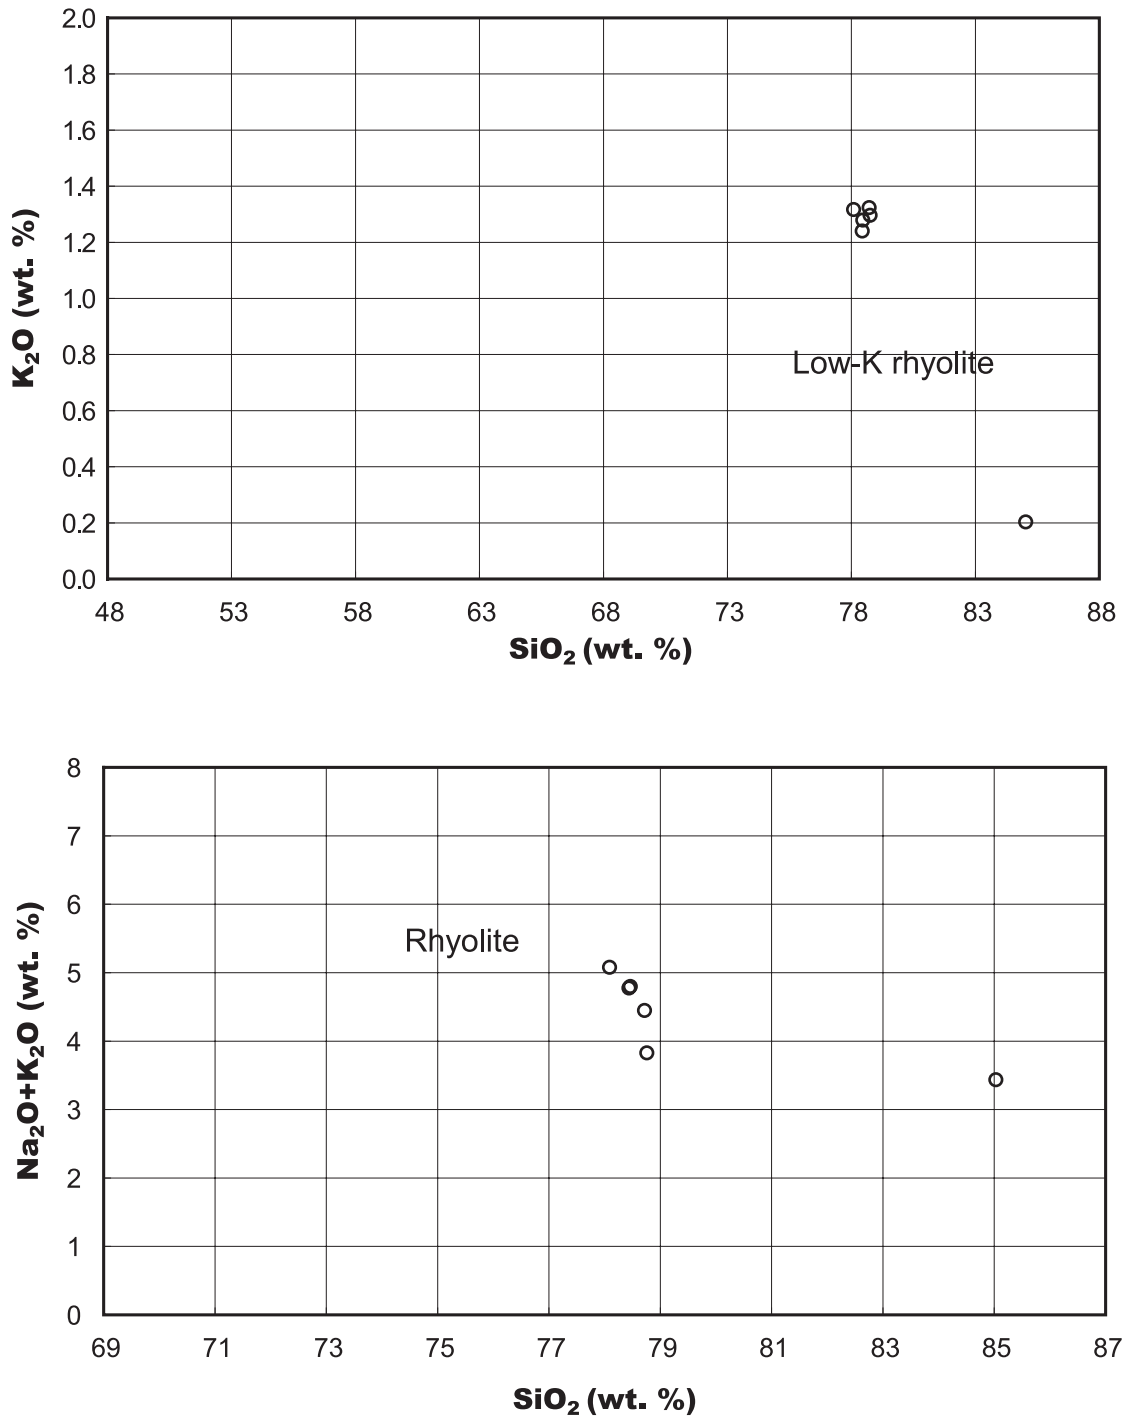 2.0
1.8
1.6
1.4
1.2
1.0
0.8
0.6
0.4
0.2
0.0
K₂O (wt. %)
Low-K rhyolite
48 53 58 63 68 73 78 83 88
SiO₂ (wt. %)
8
7
6
5
4
3
2
1
0
Na₂O+K₂O (wt. %)
Rhyolite
69 71 73 75 77 79 81 83 85 87
SiO₂ (wt. %)